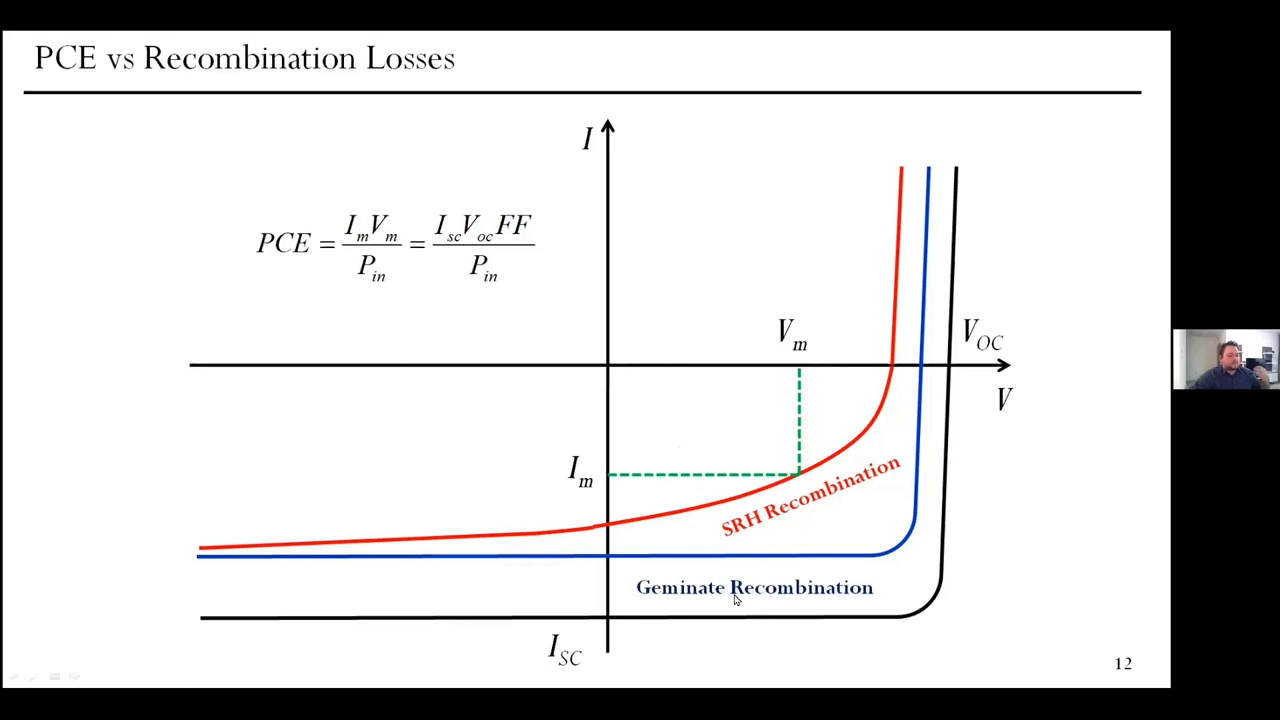 PCE vs Recombination Losses
I
PCE = I_m V_m / P_in = I_sc V_oc FF / P_in
V_m
V_OC
V
I_m
SRH Recombination
Geminate Recombination
I_SC
12